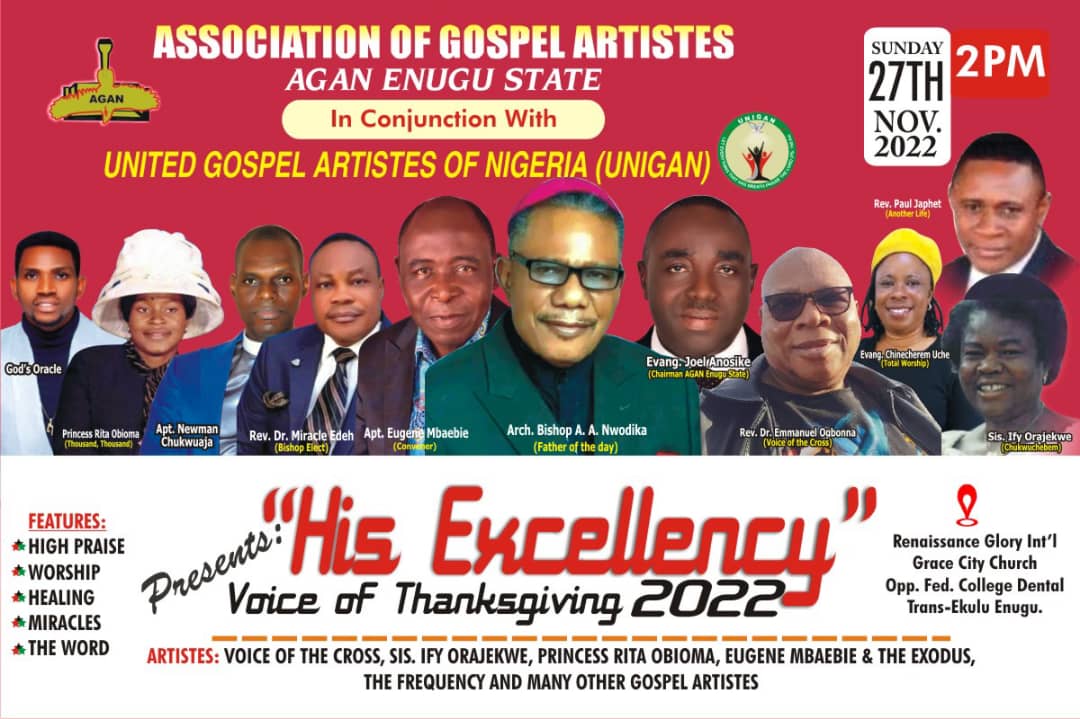 ASSOCIATION OF GOSPEL ARTISTES
AGAN ENUGU STATE
In Conjunction With
UNITED GOSPEL ARTISTES OF NIGERIA (UNIGAN)
AGAN
UNIGAN
SUNDAY
27TH
NOV.
2022
2PM
Rev. Paul Japhet
(Another Life)
God's Oracle
Princess Rita Obioma
(Thousand, Thousand)
Apt. Newman
Chukwuaja
Rev. Dr. Miracle Edeh
(Bishop Elect)
Apt. Eugene Mbaebie
(Convener)
Arch. Bishop A. A. Nwodika
(Father of the day)
Evang. Joel Anosike
(Chairman AGAN Enugu State)
Rev. Dr. Emmanuel Ogbonna
(Voice of the Cross)
Evang. Chinecherem Uche
(Total Worship)
Sis. Ify Orajekwe
(Chukwuchebem)
FEATURES:
HIGH PRAISE
WORSHIP
HEALING
MIRACLES
THE WORD
Presents:
"His Excellency"
Voice of Thanksgiving 2022
Renaissance Glory Int'l
Grace City Church
Opp. Fed. College Dental
Trans-Ekulu Enugu.
ARTISTES: VOICE OF THE CROSS, SIS. IFY ORAJEKWE, PRINCESS RITA OBIOMA, EUGENE MBAEBIE & THE EXODUS,
THE FREQUENCY AND MANY OTHER GOSPEL ARTISTES